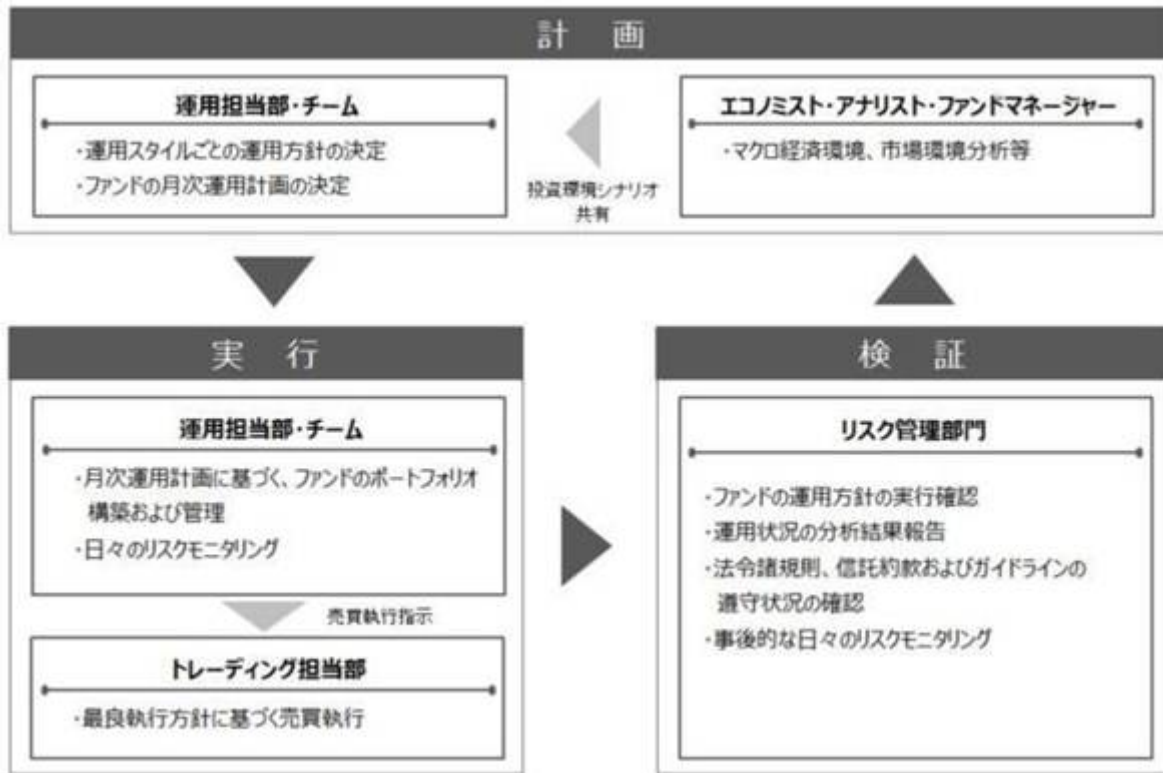 計 画
運用担当部・チーム
・運用スタイルごとの運用方針の決定
・ファンドの月次運用計画の決定
投資環境シナリオ
共有
エコノミスト・アナリスト・ファンドマネージャー
・マクロ経済環境、市場環境分析等
実 行
運用担当部・チーム
・月次運用計画に基づく、ファンドのポートフォリオ
構築および管理
・日々のリスクモニタリング
売買執行指示
トレーディング担当部
・最良執行方針に基づく売買執行
検 証
リスク管理部門
・ファンドの運用方針の実行確認
・運用状況の分析結果報告
・法令諸規則、信託約款およびガイドラインの
遵守状況の確認
・事後的な日々のリスクモニタリング